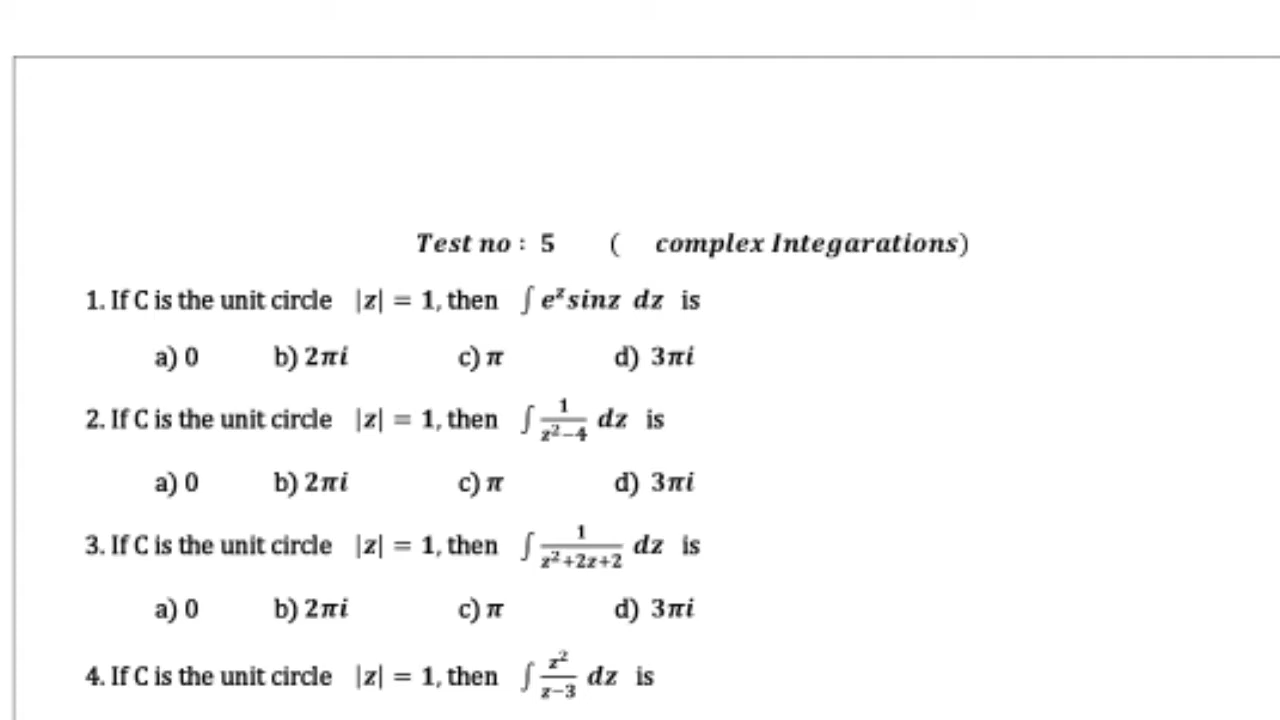 Test no : 5 ( complex Integarations)
1. If C is the unit circle |z| = 1, then ∫ e^z sinz dz is
a) 0 b) 2πi c) π d) 3πi
2. If C is the unit circle |z| = 1, then ∫ 1/(z²−4) dz is
a) 0 b) 2πi c) π d) 3πi
3. If C is the unit circle |z| = 1, then ∫ 1/(z²+2z+2) dz is
a) 0 b) 2πi c) π d) 3πi
4. If C is the unit circle |z| = 1, then ∫ z²/(z−3) dz is